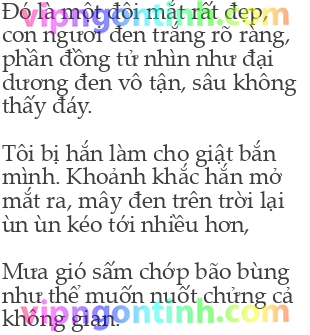 Đó là một đôi mắt rất đẹp,
con ngươi đen trắng rõ ràng,
phần đồng tử nhìn như đại
dương đen vô tận, sâu không
thấy đáy.
Tôi bị hắn làm cho giật bắn
mình. Khoảnh khắc hắn mở
mắt ra, mây đen trên trời lại
ùn ùn kéo tới nhiều hơn,
Mưa gió sấm chớp bão bùng
như thể muốn nuốt chửng cả
không gian.
vipngontinh.com
vipngontinh.com